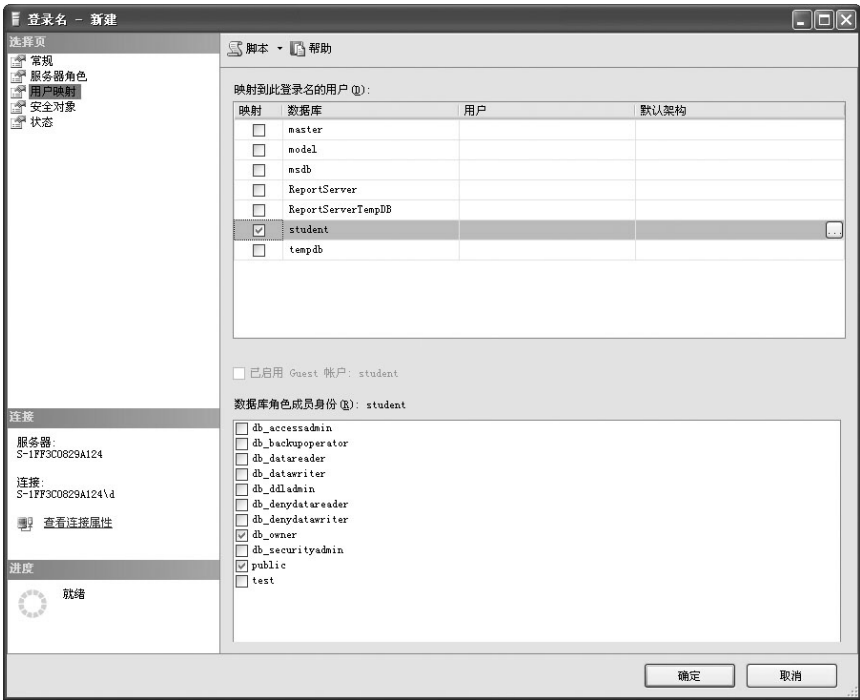 登录名 - 新建
选择页
常规
服务器角色
用户映射
安全对象
状态
脚本 帮助
映射到此登录名的用户(D):
映射 数据库 用户 默认架构
master
model
msdb
ReportServer
ReportServerTempDB
student ...
tempdb
已启用 Guest 帐户: student
数据库角色成员身份(R): student
db_accessadmin
db_backupoperator
db_datareader
db_datawriter
db_ddladmin
db_denydatareader
db_denydatawriter
db_owner
db_securityadmin
public
test
连接
服务器:
S-1FF3C0829A124
连接:
S-1FF3C0829A124\d
查看连接属性
进度
就绪
确定 取消